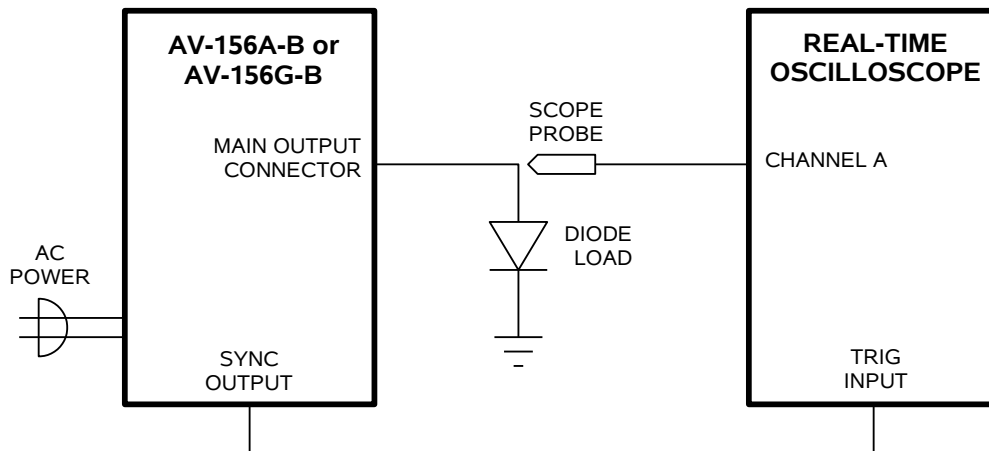 AV-156A-B or
AV-156G-B
REAL-TIME
OSCILLOSCOPE
SCOPE
PROBE
MAIN OUTPUT
CONNECTOR
CHANNEL A
DIODE
LOAD
AC
POWER
SYNC
OUTPUT
TRIG
INPUT